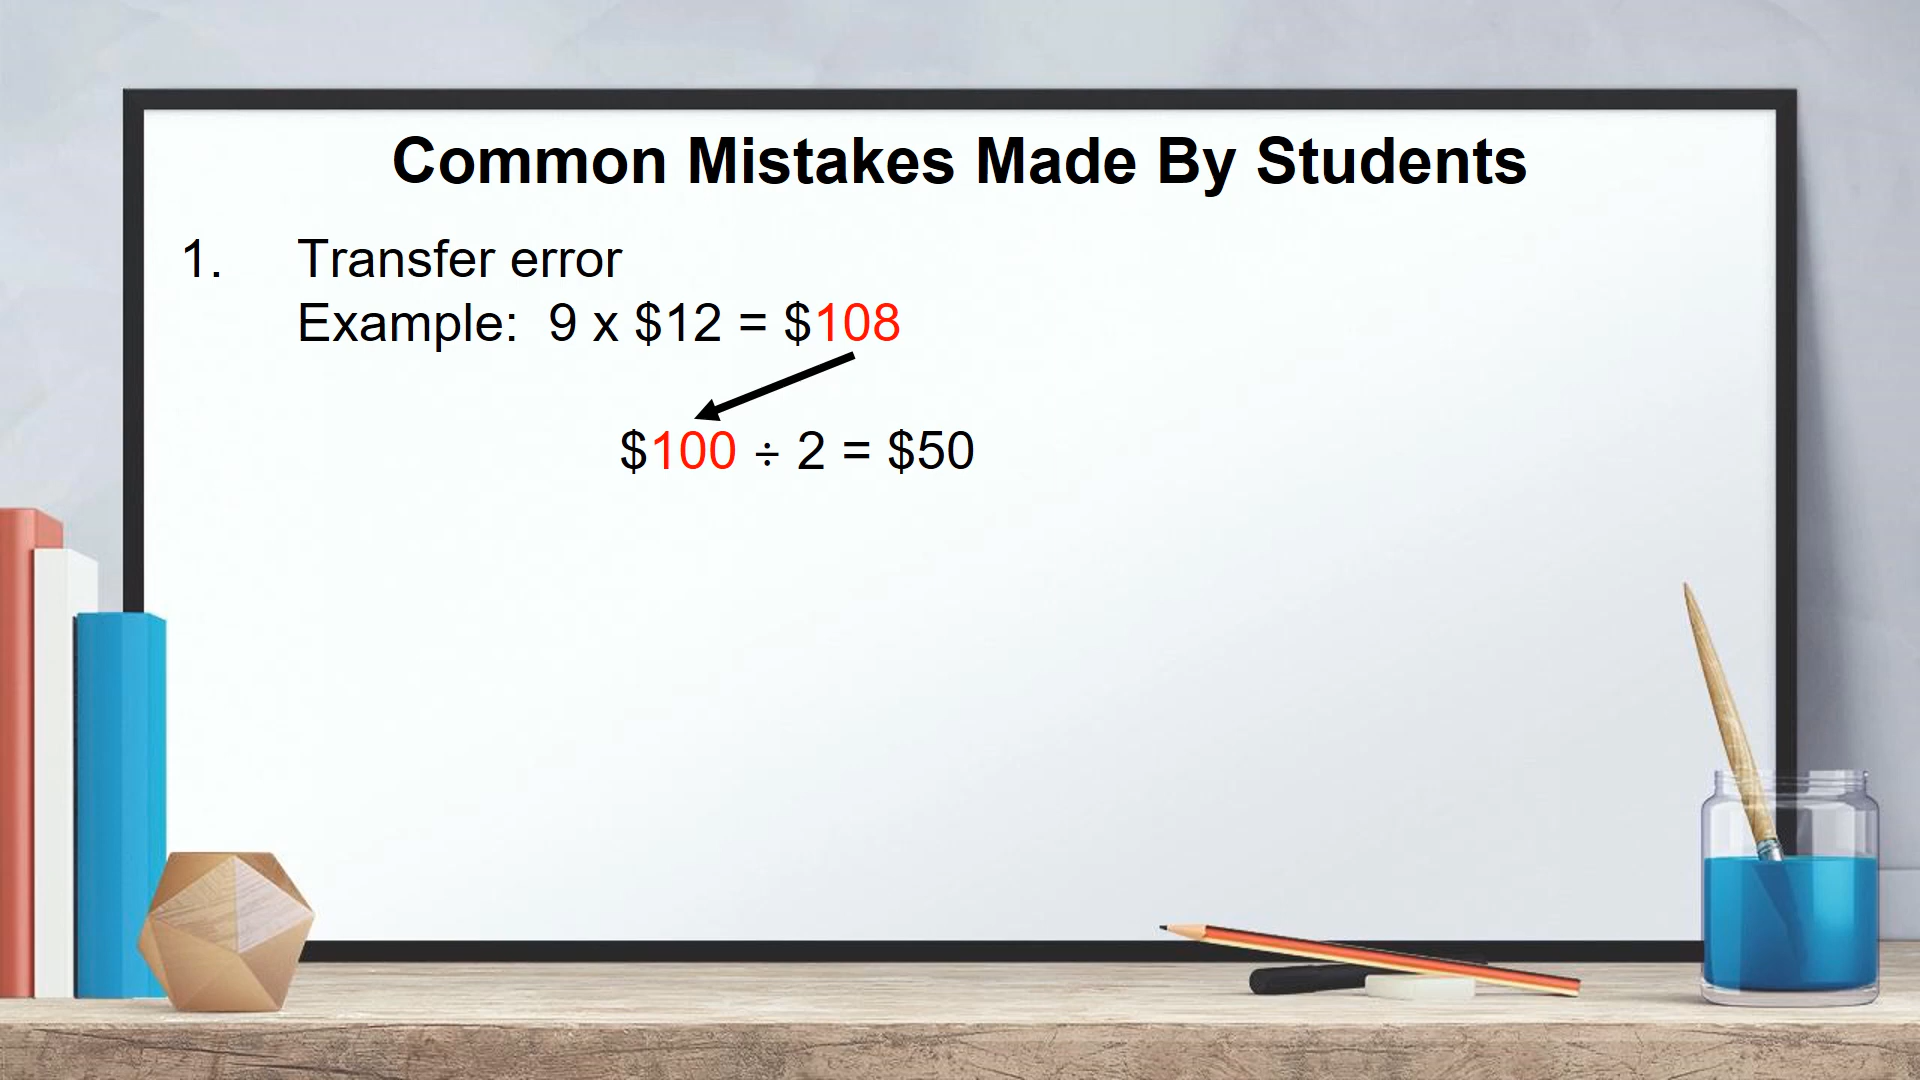 Common Mistakes Made By Students
1. Transfer error
Example: 9 x $12 = $108
$100 ÷ 2 = $50